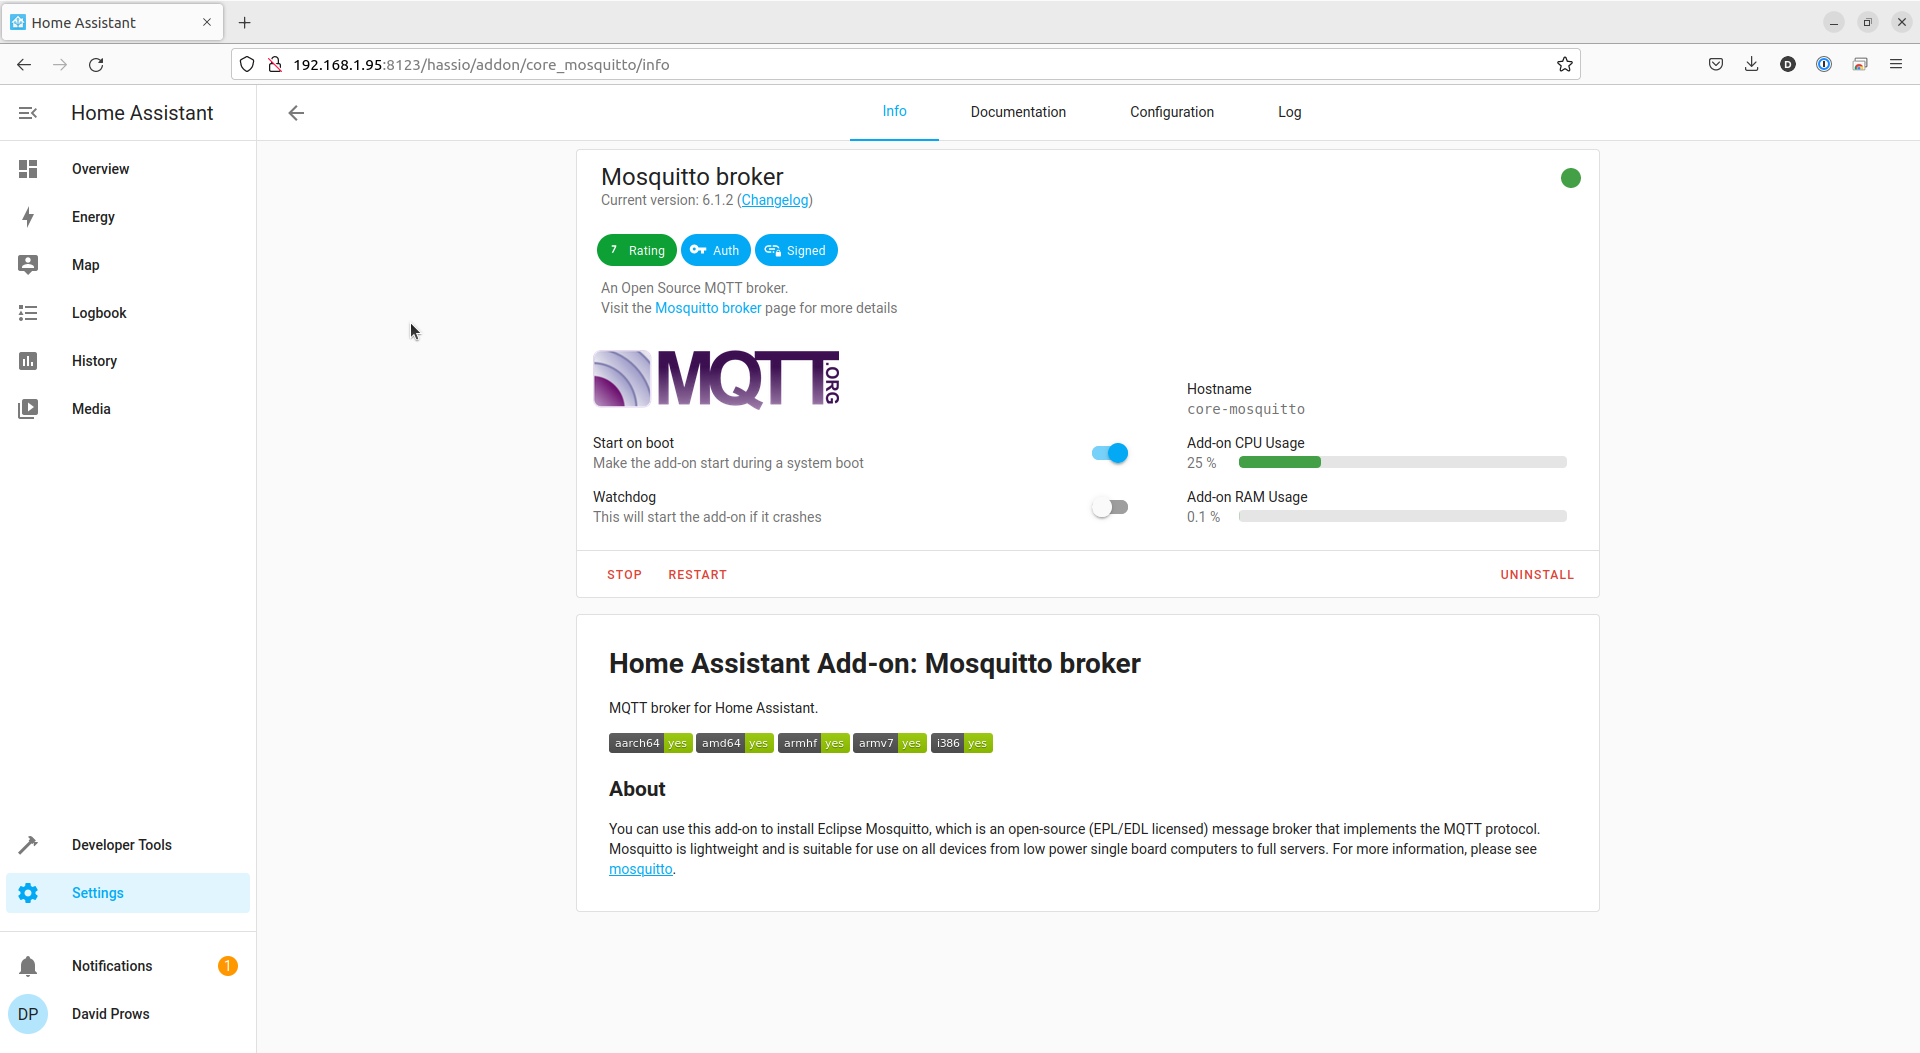 Home Assistant
192.168.1.95:8123/hassio/addon/core_mosquitto/info
D
Home Assistant
Info
Documentation
Configuration
Log
Overview
Energy
Map
Logbook
History
Media
Developer Tools
Settings
Notifications
1
DP
David Prows
Mosquitto broker
Current version: 6.1.2 (Changelog)
7 Rating
Auth
Signed
An Open Source MQTT broker.
Visit the Mosquitto broker page for more details
MQTT.ORG
Hostname
core-mosquitto
Start on boot
Make the add-on start during a system boot
Add-on CPU Usage
25 %
Watchdog
This will start the add-on if it crashes
Add-on RAM Usage
0.1 %
STOP
RESTART
UNINSTALL
Home Assistant Add-on: Mosquitto broker
MQTT broker for Home Assistant.
aarch64 yes amd64 yes armhf yes armv7 yes i386 yes
About
You can use this add-on to install Eclipse Mosquitto, which is an open-source (EPL/EDL licensed) message broker that implements the MQTT protocol.
Mosquitto is lightweight and is suitable for use on all devices from low power single board computers to full servers. For more information, please see
mosquitto.